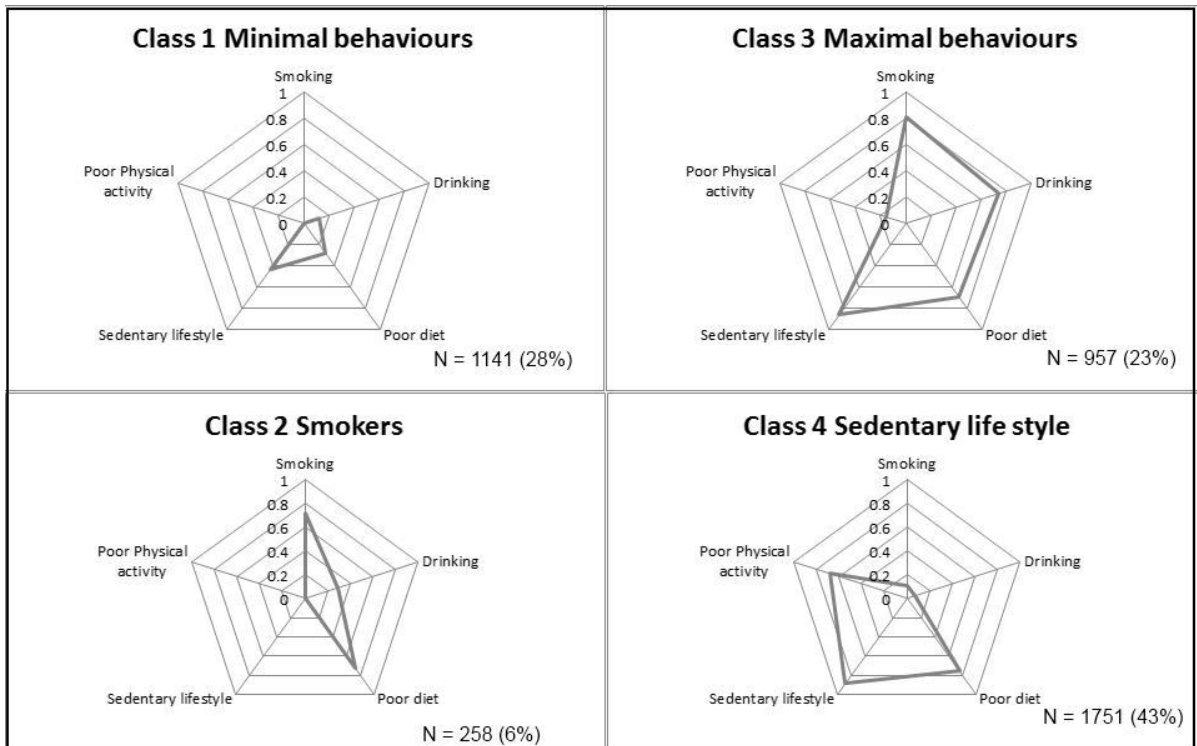 Class 1 Minimal behaviours
Smoking
1
0.8
0.6
0.4
0.2
0
Poor Physical
activity
Drinking
Sedentary lifestyle
Poor diet
N = 1141 (28%)
Class 3 Maximal behaviours
Smoking
1
0.8
0.6
0.4
0.2
0
Poor Physical
activity
Drinking
Sedentary lifestyle
Poor diet
N = 957 (23%)
Class 2 Smokers
Smoking
1
0.8
0.6
0.4
0.2
0
Poor Physical
activity
Drinking
Sedentary lifestyle
Poor diet
N = 258 (6%)
Class 4 Sedentary life style
Smoking
1
0.8
0.6
0.4
0.2
0
Poor Physical
activity
Drinking
Sedentary lifestyle
Poor diet
N = 1751 (43%)